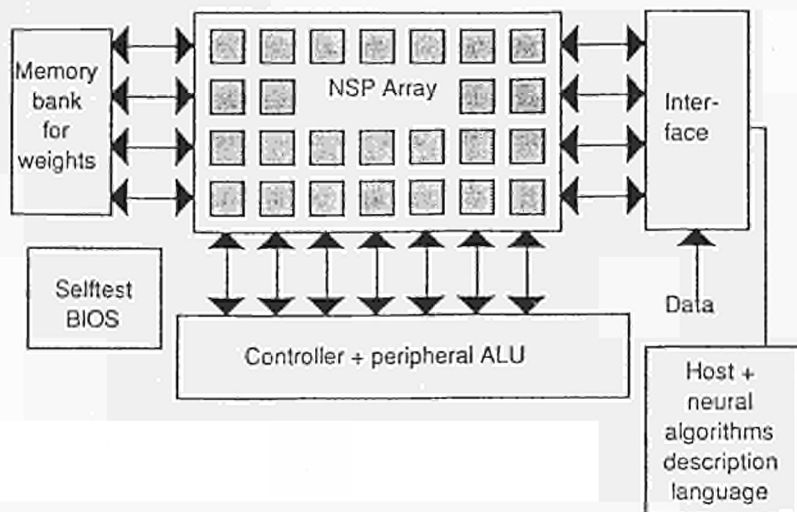 Memory
bank
for
weights
NSP Array
Inter-
face
Selftest
BIOS
Data
Controller + peripheral ALU
Host +
neural
algorithms
description
language